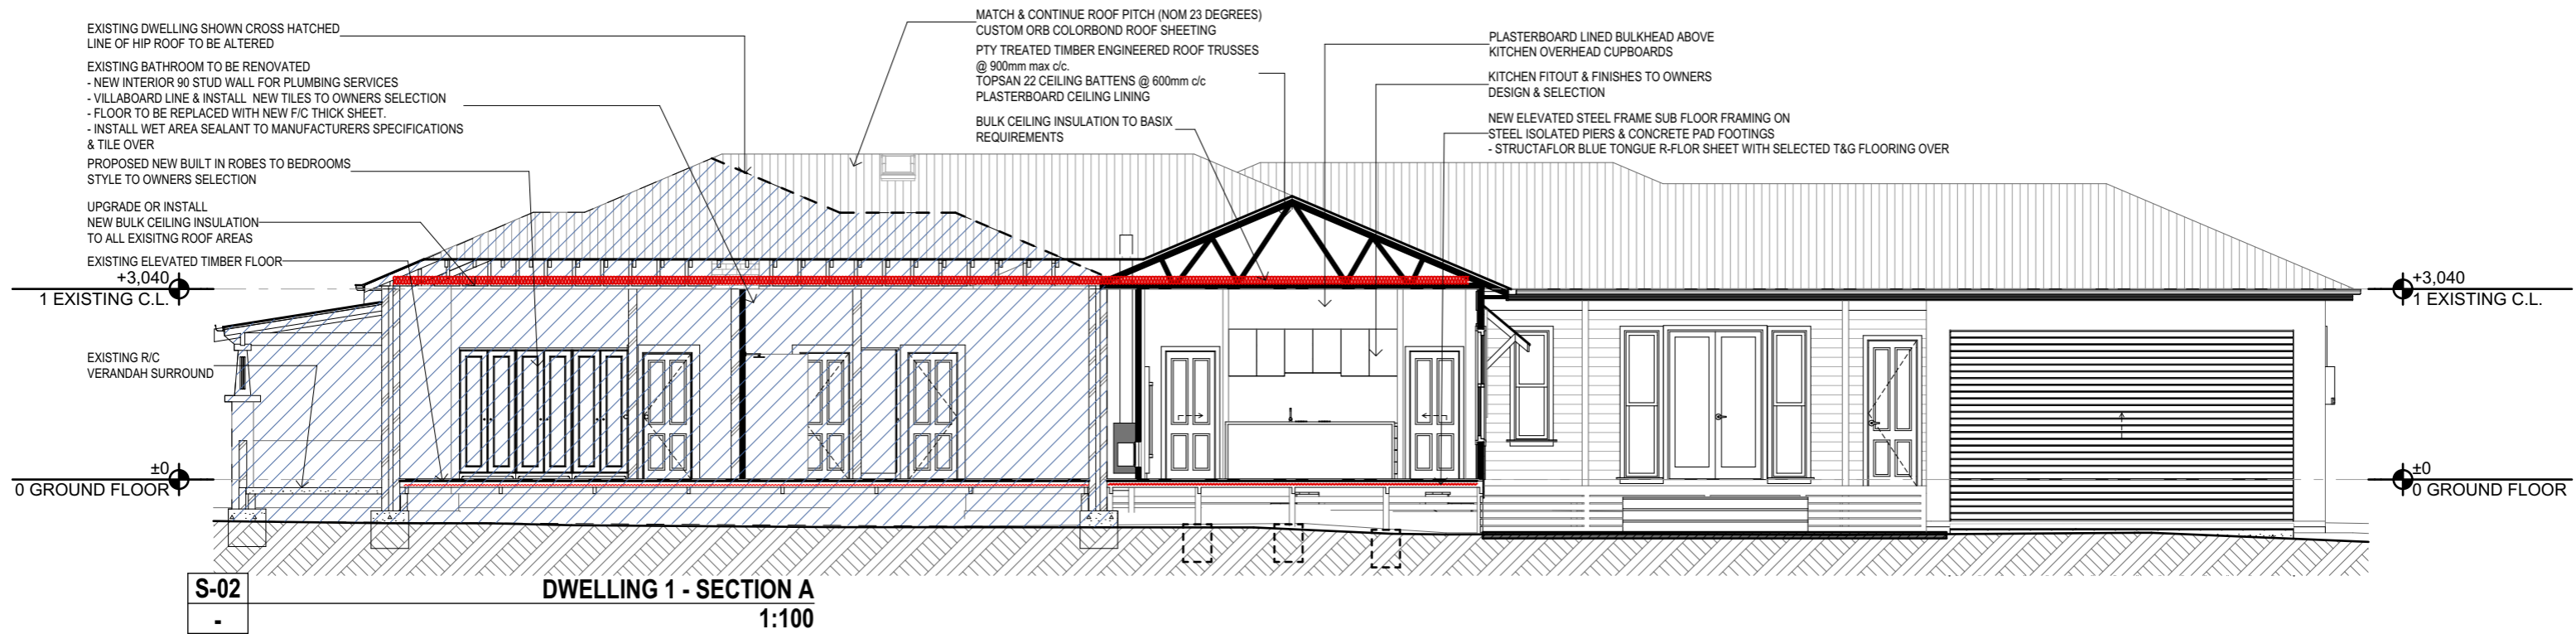 EXISTING DWELLING SHOWN CROSS HATCHED
LINE OF HIP ROOF TO BE ALTERED
EXISTING BATHROOM TO BE RENOVATED
- NEW INTERIOR 90 STUD WALL FOR PLUMBING SERVICES
- VILLABOARD LINE & INSTALL NEW TILES TO OWNERS SELECTION
- FLOOR TO BE REPLACED WITH NEW F/C THICK SHEET.
- INSTALL WET AREA SEALANT TO MANUFACTURERS SPECIFICATIONS
& TILE OVER
PROPOSED NEW BUILT IN ROBES TO BEDROOMS
STYLE TO OWNERS SELECTION
UPGRADE OR INSTALL
NEW BULK CEILING INSULATION
TO ALL EXISITNG ROOF AREAS
EXISTING ELEVATED TIMBER FLOOR
+3,040
1 EXISTING C.L.
EXISTING R/C
VERANDAH SURROUND
±0
0 GROUND FLOOR
MATCH & CONTINUE ROOF PITCH (NOM 23 DEGREES)
CUSTOM ORB COLORBOND ROOF SHEETING
PTY TREATED TIMBER ENGINEERED ROOF TRUSSES
@ 900mm max c/c.
TOPSAN 22 CEILING BATTENS @ 600mm c/c
PLASTERBOARD CEILING LINING
BULK CEILING INSULATION TO BASIX
REQUIREMENTS
PLASTERBOARD LINED BULKHEAD ABOVE
KITCHEN OVERHEAD CUPBOARDS
KITCHEN FITOUT & FINISHES TO OWNERS
DESIGN & SELECTION
NEW ELEVATED STEEL FRAME SUB FLOOR FRAMING ON
STEEL ISOLATED PIERS & CONCRETE PAD FOOTINGS
- STRUCTAFLOR BLUE TONGUE R-FLOR SHEET WITH SELECTED T&G FLOORING OVER
+3,040
1 EXISTING C.L.
±0
0 GROUND FLOOR
S-02
-
DWELLING 1 - SECTION A
1:100